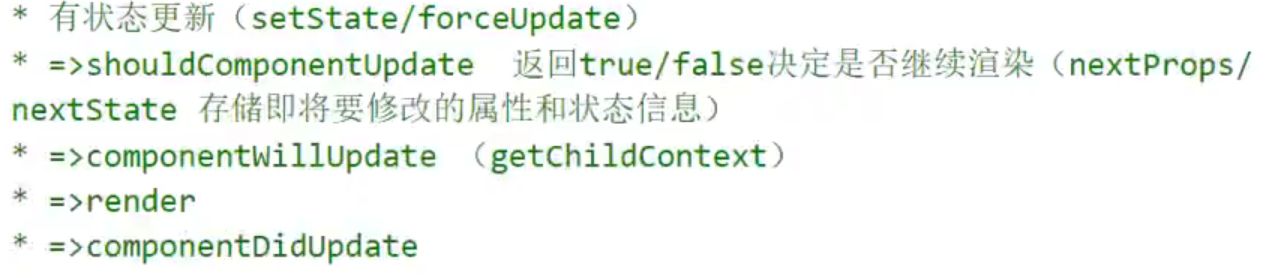 * 有状态更新（setState/forceUpdate）
* =>shouldComponentUpdate 返回true/false决定是否继续渲染（nextProps/
nextState 存储即将要修改的属性和状态信息）
* =>componentWillUpdate （getChildContext）
* =>render
* =>componentDidUpdate